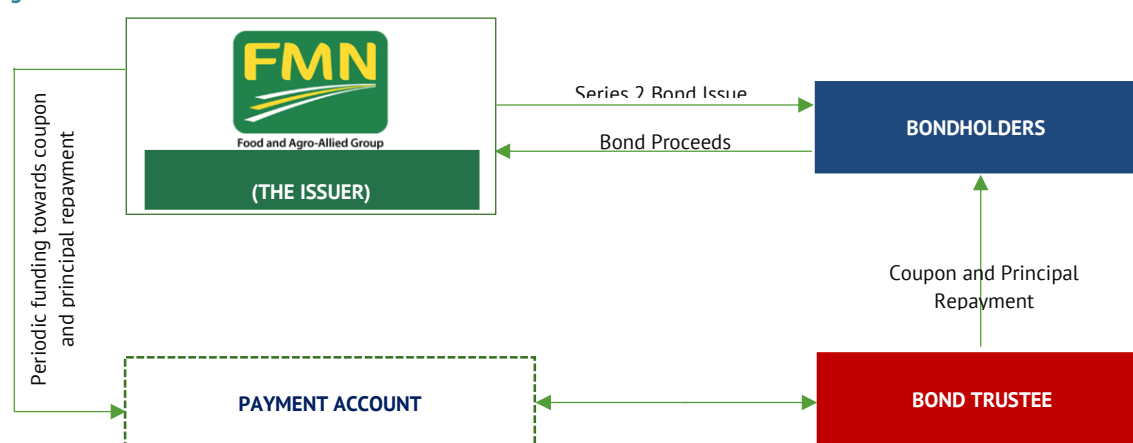 FMN
Food and Agro-Allied Group
(THE ISSUER)
Series 2 Bond Issue
Bond Proceeds
BONDHOLDERS
Periodic funding towards coupon
and principal repayment
Coupon and Principal
Repayment
PAYMENT ACCOUNT
BOND TRUSTEE